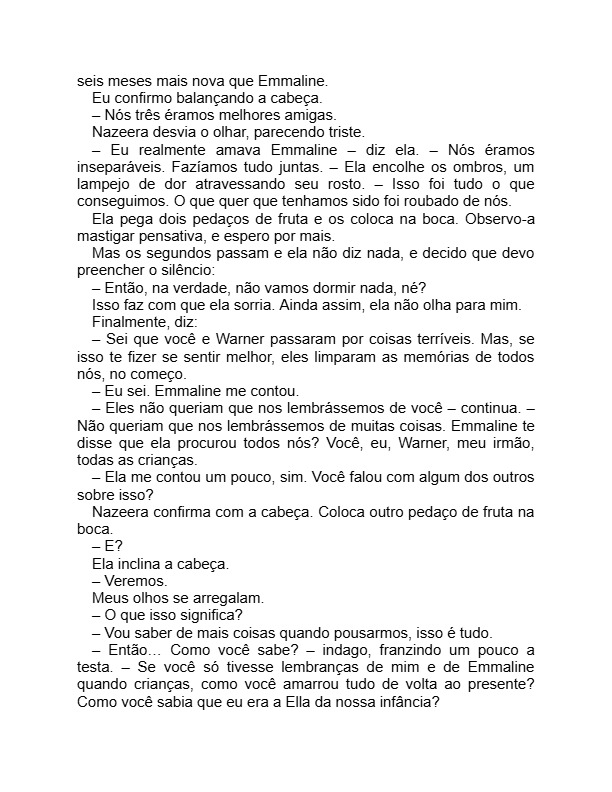 seis meses mais nova que Emmaline.
Eu confirmo balançando a cabeça.
– Nós três éramos melhores amigas.
Nazeera desvia o olhar, parecendo triste.
– Eu realmente amava Emmaline – diz ela. – Nós éramos
inseparáveis. Fazíamos tudo juntas. – Ela encolhe os ombros, um
lampejo de dor atravessando seu rosto. – Isso foi tudo o que
conseguimos. O que quer que tenhamos sido foi roubado de nós.
Ela pega dois pedaços de fruta e os coloca na boca. Observo-a
mastigar pensativa, e espero por mais.
Mas os segundos passam e ela não diz nada, e decido que devo
preencher o silêncio:
– Então, na verdade, não vamos dormir nada, né?
Isso faz com que ela sorria. Ainda assim, ela não olha para mim.
Finalmente, diz:
– Sei que você e Warner passaram por coisas terríveis. Mas, se
isso te fizer se sentir melhor, eles limparam as memórias de todos
nós, no começo.
– Eu sei. Emmaline me contou.
– Eles não queriam que nos lembrássemos de você – continua. –
Não queriam que nos lembrássemos de muitas coisas. Emmaline te
disse que ela procurou todos nós? Você, eu, Warner, meu irmão,
todas as crianças.
– Ela me contou um pouco, sim. Você falou com algum dos outros
sobre isso?
Nazeera confirma com a cabeça. Coloca outro pedaço de fruta na
boca.
– E?
Ela inclina a cabeça.
– Veremos.
Meus olhos se arregalam.
– O que isso significa?
– Vou saber de mais coisas quando pousarmos, isso é tudo.
– Então… Como você sabe? – indago, franzindo um pouco a
testa. – Se você só tivesse lembranças de mim e de Emmaline
quando crianças, como você amarrou tudo de volta ao presente?
Como você sabia que eu era a Ella da nossa infância?